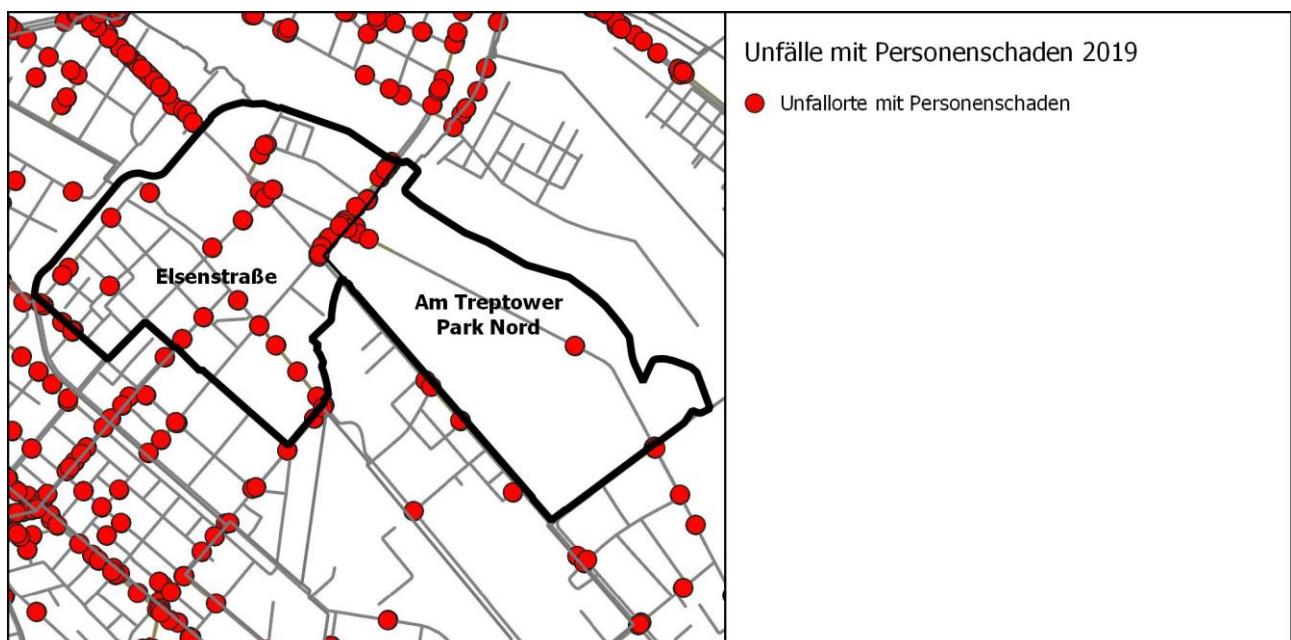 Unfälle mit Personenschaden 2019
Unfallorte mit Personenschaden
Elsenstraße
Am Treptower
Park Nord